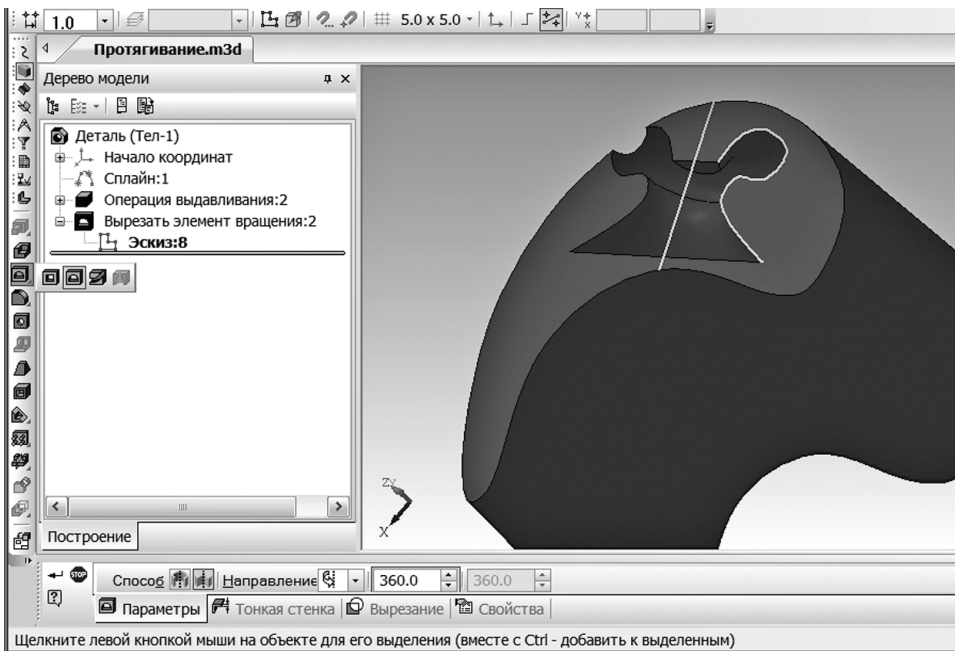 1.0 5.0 x 5.0
Протягивание.m3d
Дерево модели
Деталь (Тел-1)
Начало координат
Сплайн:1
Операция выдавливания:2
Вырезать элемент вращения:2
Эскиз:8
Построение
ZY
X
Способ Направление 360.0 360.0
Параметры Тонкая стенка Вырезание Свойства
Щелкните левой кнопкой мыши на объекте для его выделения (вместе с Ctrl - добавить к выделенным)